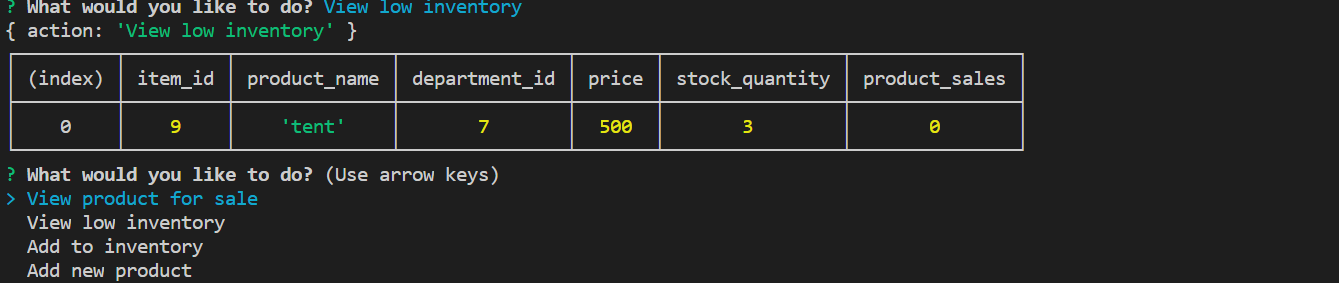 ? What would you like to do? View low inventory
{ action: 'View low inventory' }
(index) item_id product_name department_id price stock_quantity product_sales
0 9 'tent' 7 500 3 0
? What would you like to do? (Use arrow keys)
> View product for sale
View low inventory
Add to inventory
Add new product